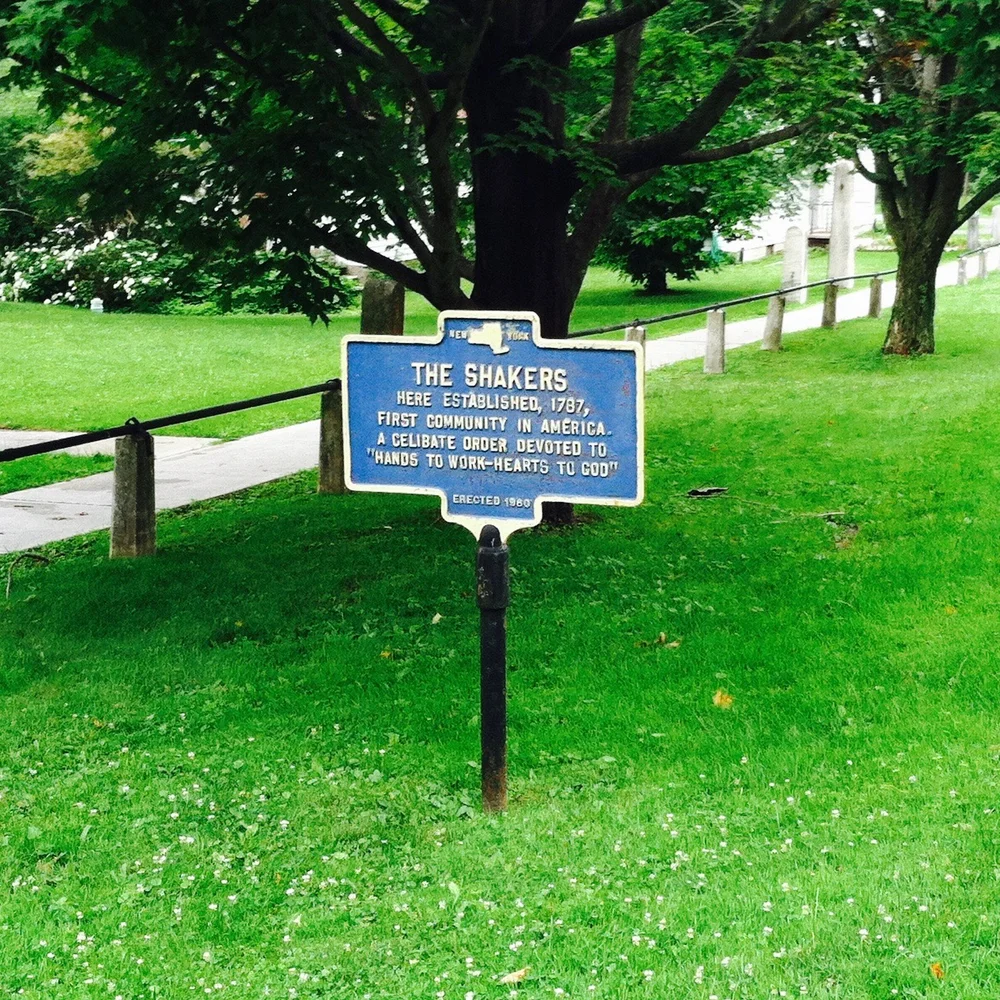 NEW YORK
THE SHAKERS
HERE ESTABLISHED, 1787,
FIRST COMMUNITY IN AMERICA.
A CELIBATE ORDER DEVOTED TO
"HANDS TO WORK-HEARTS TO GOD"
ERECTED 1960